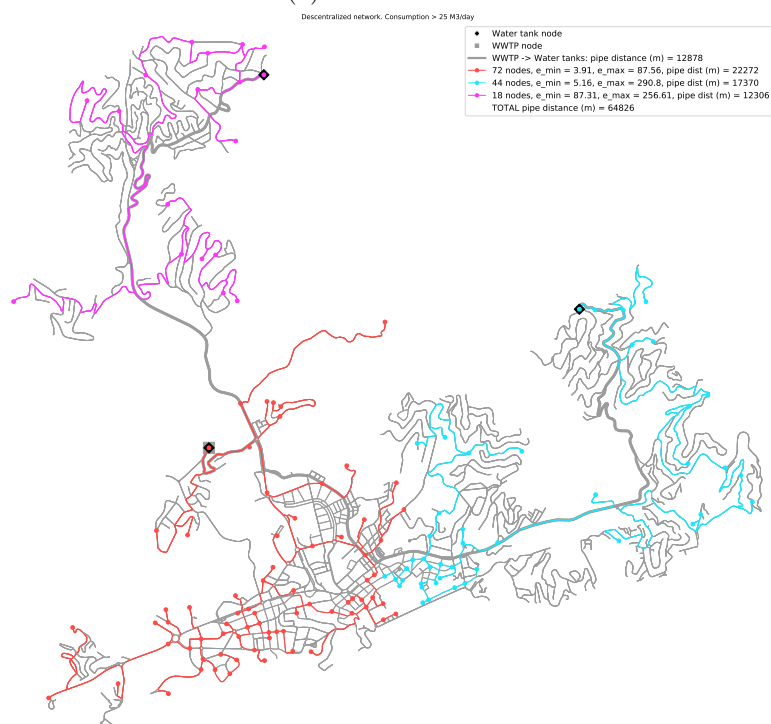 Descentralized network. Consumption > 25 M3/day
Water tank node
WWTP node
WWTP -> Water tanks: pipe distance (m) = 12878
72 nodes, e_min = 3.91, e_max = 87.56, pipe dist (m) = 22272
44 nodes, e_min = 5.16, e_max = 290.8, pipe dist (m) = 17370
18 nodes, e_min = 87.31, e_max = 256.61, pipe dist (m) = 12306
TOTAL pipe distance (m) = 64826